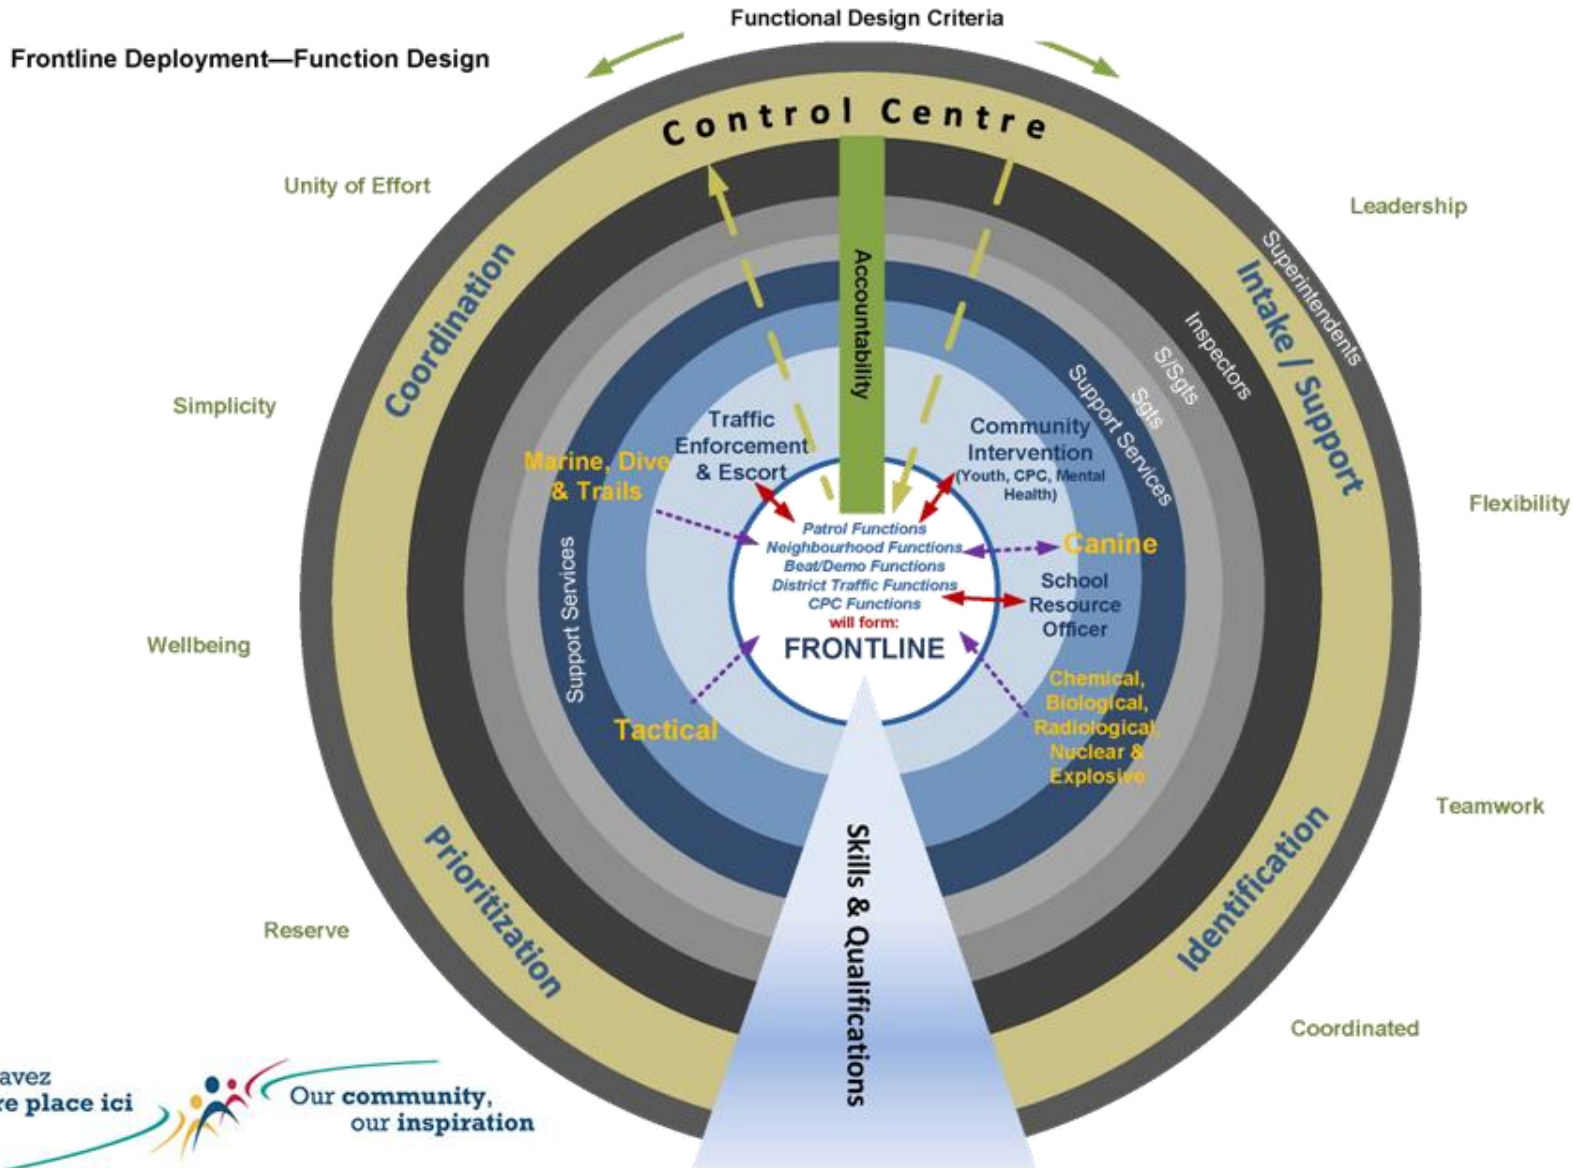 Functional Design Criteria
Frontline Deployment—Function Design
Control Centre
Unity of Effort
Leadership
Superintendents
Coordination
Intake / Support
Accountability
Inspectors
S/Sgts
Sgts
Support Services
Simplicity
Traffic
Enforcement
& Escort
Community
Intervention
(Youth, CPC, Mental
Health)
Marine, Dive
& Trails
Flexibility
Patrol Functions
Neighbourhood Functions
Beat/Demo Functions
District Traffic Functions
CPC Functions
will form:
FRONTLINE
Canine
School
Resource
Officer
Support Services
Wellbeing
Chemical,
Biological,
Radiological,
Nuclear &
Explosive
Tactical
Teamwork
Prioritization
Skills & Qualifications
Identification
Reserve
Coordinated
avez
re place ici
Our community,
our inspiration